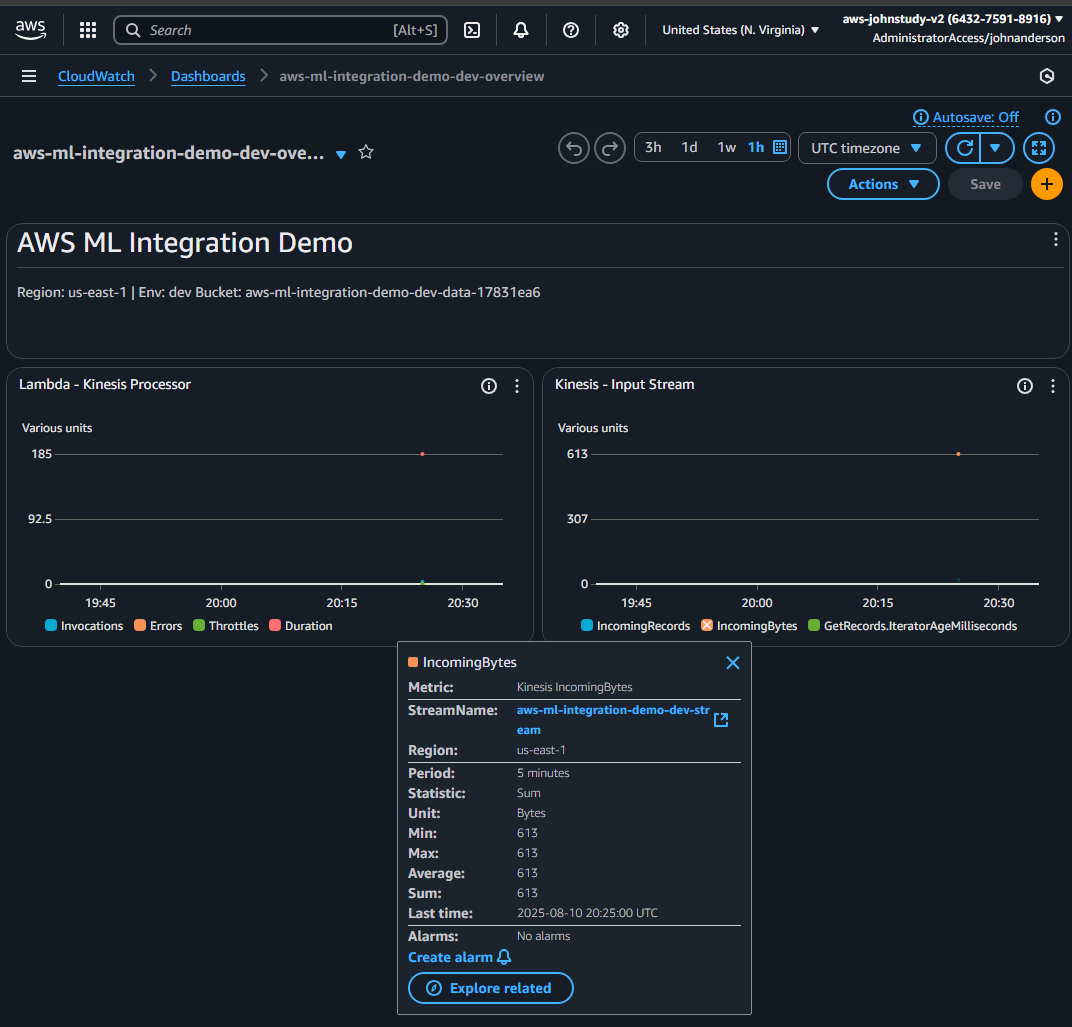 aws
Search [Alt+S]
United States (N. Virginia)
aws-johnstudy-v2 (6432-7591-8916)
AdministratorAccess/johnanderson
CloudWatch
Dashboards
aws-ml-integration-demo-dev-overview
Autosave: Off
aws-ml-integration-demo-dev-ove...
3h 1d 1w 1h
UTC timezone
Actions
Save
AWS ML Integration Demo
Region: us-east-1 | Env: dev Bucket: aws-ml-integration-demo-dev-data-17831ea6
Lambda - Kinesis Processor
Various units
185
92.5
0
19:45 20:00 20:15 20:30
Invocations Errors Throttles Duration
Kinesis - Input Stream
Various units
613
307
0
19:45 20:00 20:15 20:30
IncomingRecords IncomingBytes GetRecords.IteratorAgeMilliseconds
IncomingBytes
Metric: Kinesis IncomingBytes
StreamName: aws-ml-integration-demo-dev-str
eam
Region: us-east-1
Period: 5 minutes
Statistic: Sum
Unit: Bytes
Min: 613
Max: 613
Average: 613
Sum: 613
Last time: 2025-08-10 20:25:00 UTC
Alarms: No alarms
Create alarm
Explore related